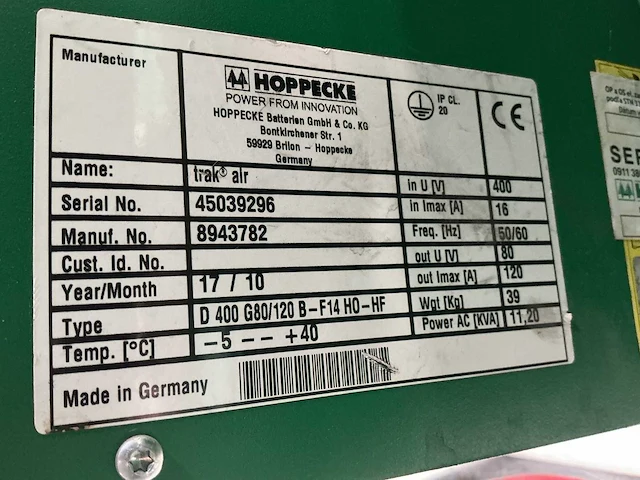 Manufacturer
HOPPECKE
POWER FROM INNOVATION
HOPPECKE Batterien GmbH & Co. KG
Bontkirchener Str. 1
59929 Brilon - Hoppecke
Germany
IP CL.
20
CE
Name: trak® air
Serial No. 45039296
Manuf. No. 8943782
Cust. Id. No.
Year/Month 17 / 10
Type D 400 G80/120 B-F14 HO-HF
Temp. [°C] -5 -- +40
in U [V] 400
in Imax [A] 16
Freq. [Hz] 50/60
out U [V] 80
out Imax [A] 120
Wgt [Kg] 39
Power AC [KVA] 11,20
Made in Germany
SER